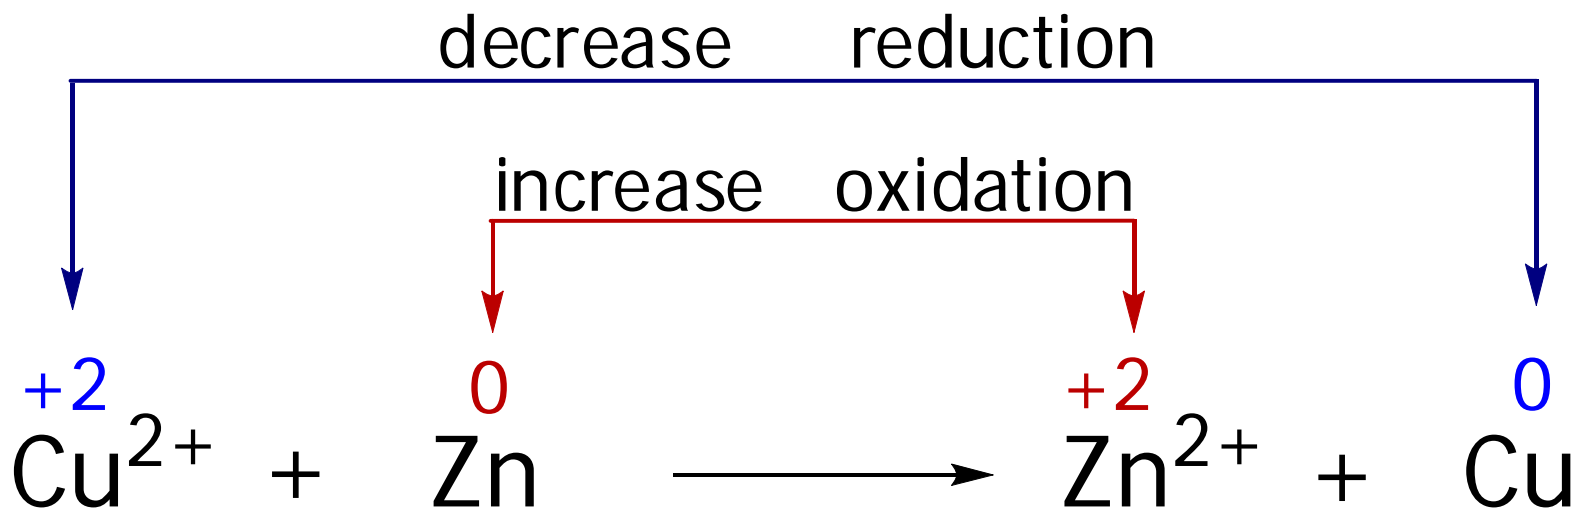 decrease reduction
increase oxidation
+2 0 +2 0
Cu²⁺ + Zn ⟶ Zn²⁺ + Cu